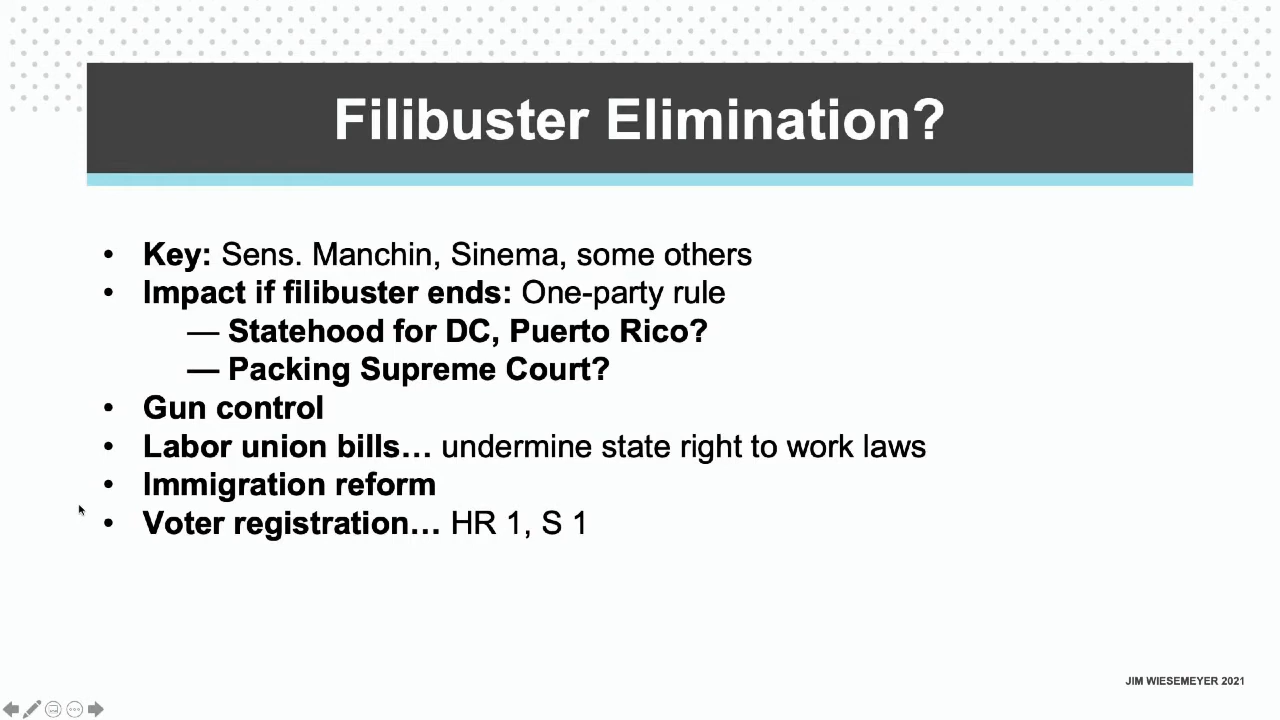 Filibuster Elimination?
• Key: Sens. Manchin, Sinema, some others
• Impact if filibuster ends: One-party rule
— Statehood for DC, Puerto Rico?
— Packing Supreme Court?
• Gun control
• Labor union bills… undermine state right to work laws
• Immigration reform
• Voter registration… HR 1, S 1
JIM WIESEMEYER 2021